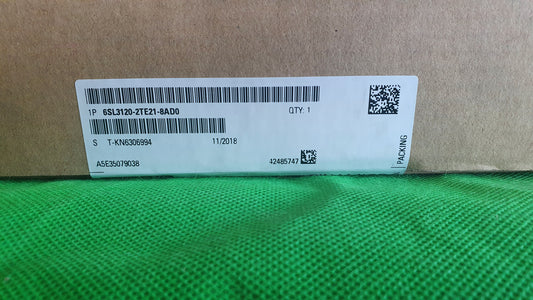 1P 6SL3120-2TE21-8AD0 QTY: 1
S T-KN6306994 11/2018
A5E35079038 42485747
PACKING